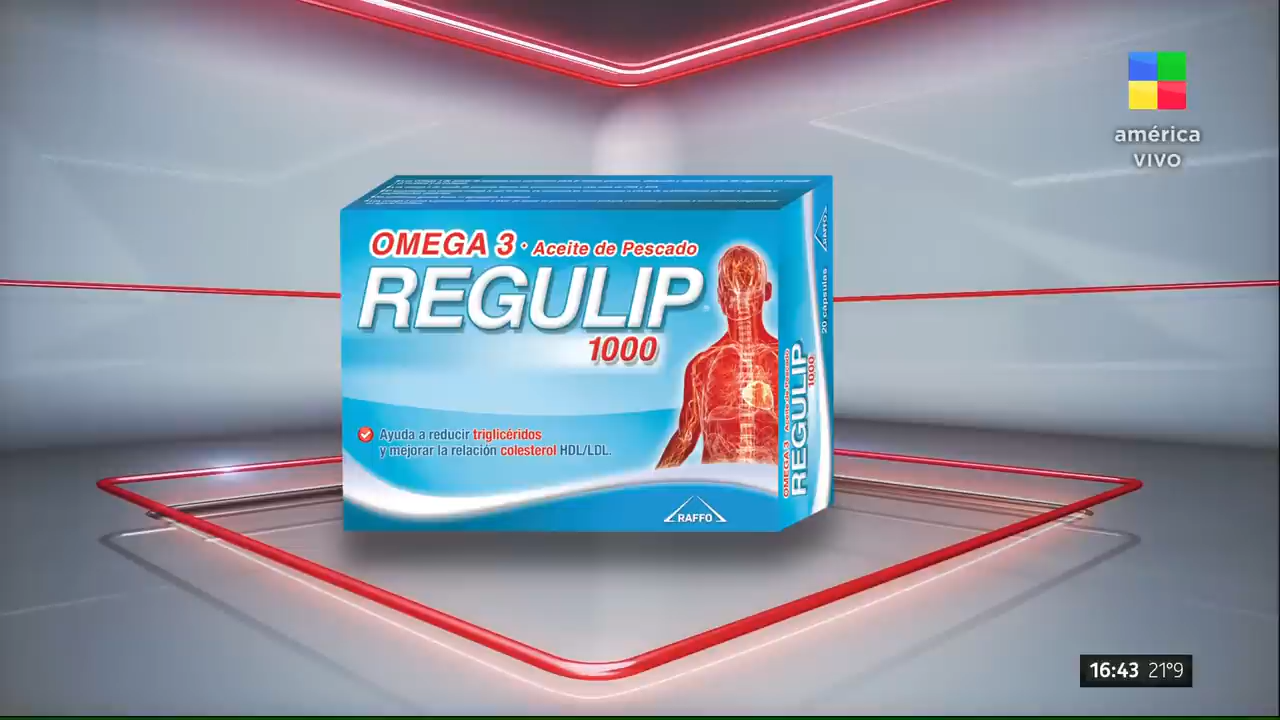 américa
VIVO
OMEGA 3 · Aceite de Pescado
REGULIP
1000
Ayuda a reducir triglicéridos
y mejorar la relación colesterol HDL/LDL.
RAFFO
RAFFO
20 cápsulas
OMEGA 3 Aceite de Pescado
REGULIP
1000
16:43 21°9